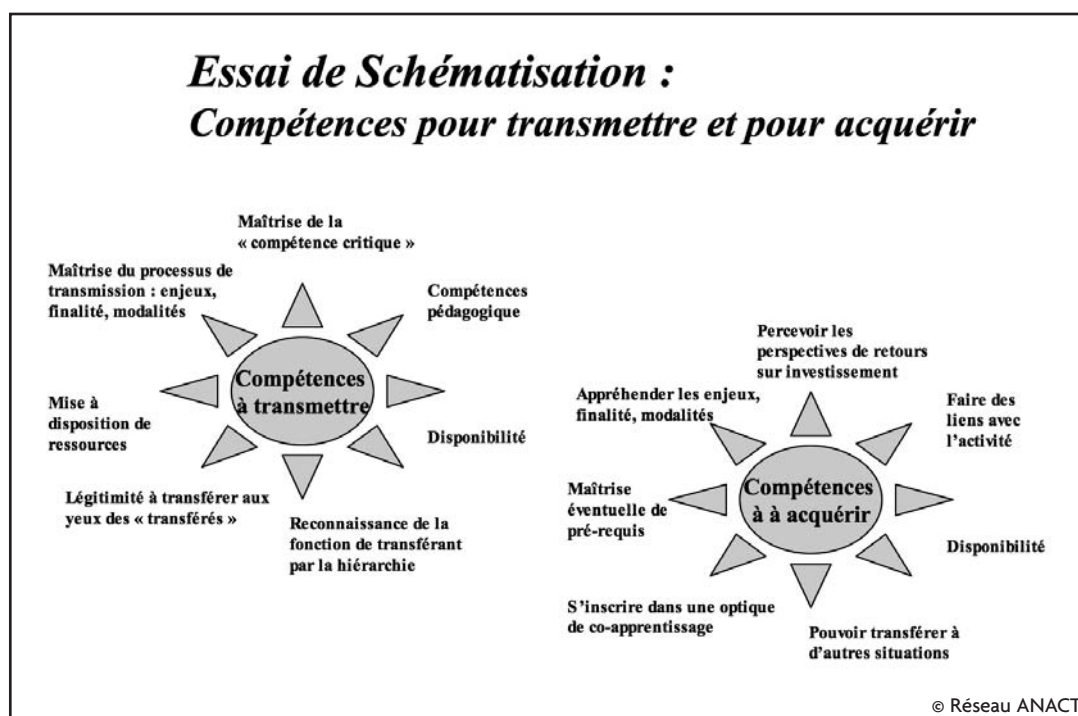 Essai de Schématisation :
Compétences pour transmettre et pour acquérir
Maîtrise de la
« compétence critique »
Maîtrise du processus de
transmission : enjeux,
finalité, modalités
Compétences
pédagogique
Compétences
à transmettre
Mise à
disposition de
ressources
Disponibilité
Légitimité à transférer aux
yeux des « transférés »
Reconnaissance de la
fonction de transférant
par la hiérarchie
Percevoir les
perspectives de retours
sur investissement
Appréhender les enjeux,
finalité, modalités
Faire des
liens avec
l’activité
Maîtrise
éventuelle de
pré-requis
Compétences
à à acquérir
Disponibilité
S’inscrire dans une optique
de co-apprentissage
Pouvoir transférer à
d’autres situations
© Réseau ANACT